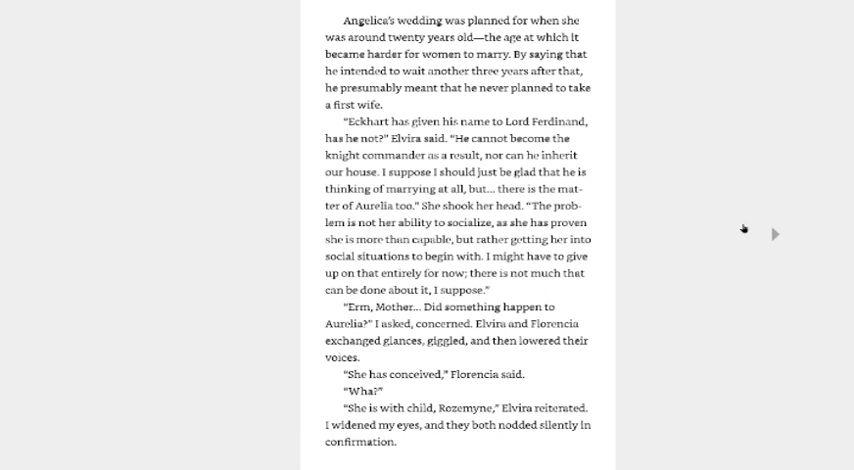 Angelica's wedding was planned for when she
was around twenty years old—the age at which it
became harder for women to marry. By saying that
he intended to wait another three years after that,
he presumably meant that he never planned to take
a first wife.
"Eckhart has given his name to Lord Ferdinand,
has he not?" Elvira said. "He cannot become the
knight commander as a result, nor can he inherit
our house. I suppose I should just be glad that he is
thinking of marrying at all, but... there is the mat-
ter of Aurelia too." She shook her head. "The prob-
lem is not her ability to socialize, as she has proven
she is more than capable, but rather getting her into
social situations to begin with. I might have to give
up on that entirely for now; there is not much that
can be done about it, I suppose."
"Erm, Mother... Did something happen to
Aurelia?" I asked, concerned. Elvira and Florencia
exchanged glances, giggled, and then lowered their
voices.
"She has conceived," Florencia said.
"Wha?"
"She is with child, Rozemyne," Elvira reiterated.
I widened my eyes, and they both nodded silently in
confirmation.